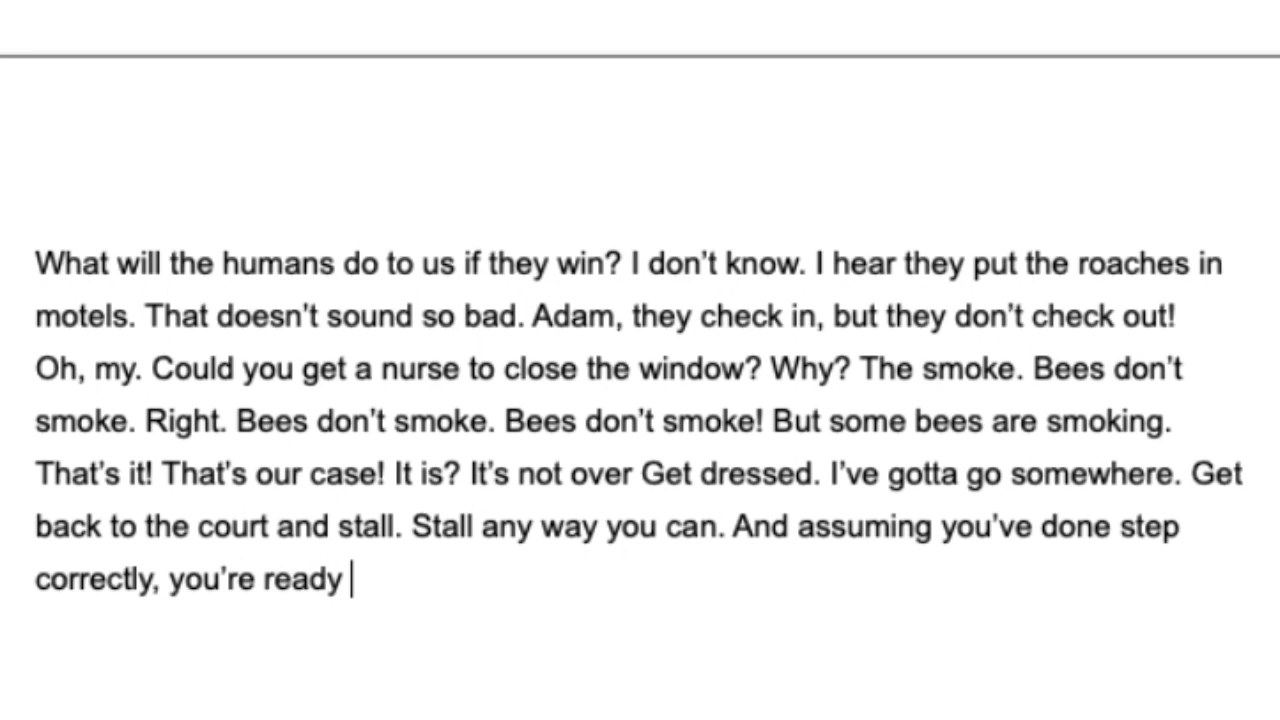 What will the humans do to us if they win? I don’t know. I hear they put the roaches in
motels. That doesn’t sound so bad. Adam, they check in, but they don’t check out!
Oh, my. Could you get a nurse to close the window? Why? The smoke. Bees don’t
smoke. Right. Bees don’t smoke. Bees don’t smoke! But some bees are smoking.
That’s it! That’s our case! It is? It’s not over Get dressed. I’ve gotta go somewhere. Get
back to the court and stall. Stall any way you can. And assuming you’ve done step
correctly, you’re ready